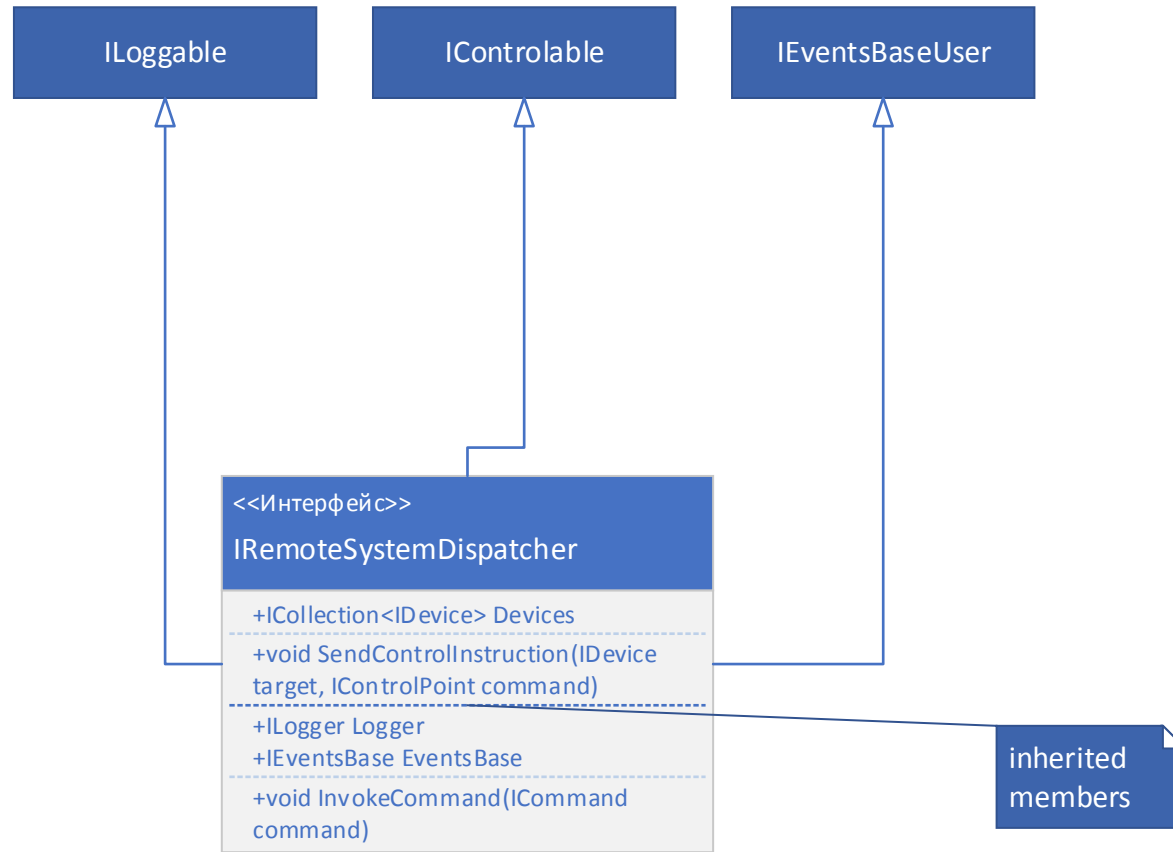 ILoggable
IControlable
IEventsBaseUser
<<Интерфейс>>
IRemoteSystemDispatcher
+ICollection<IDevice> Devices
+void SendControlInstruction(IDevice
target, IControlPoint command)
+ILogger Logger
+IEventsBase EventsBase
+void InvokeCommand(ICommand
command)
inherited
members